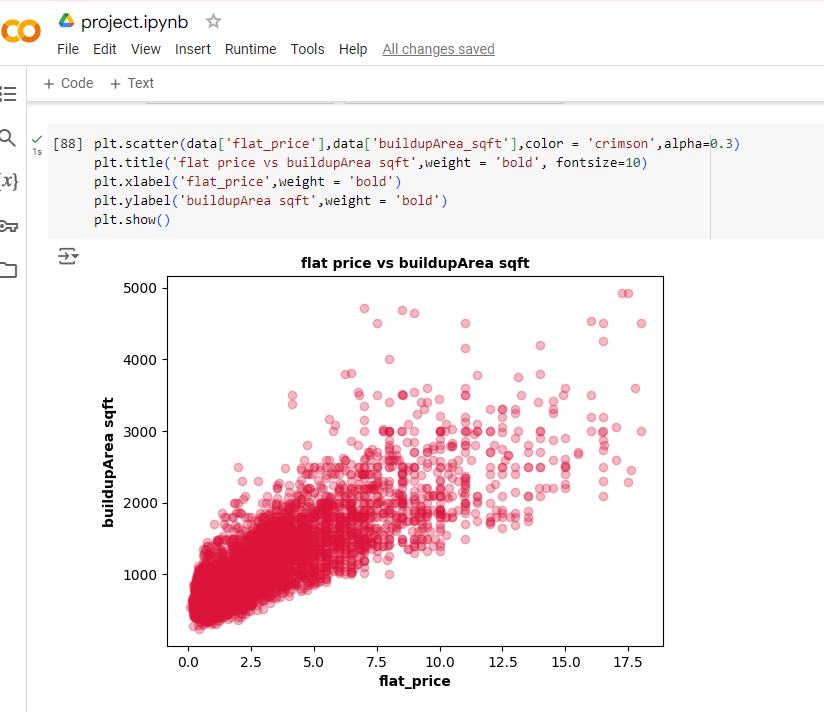 project.ipynb
File Edit View Insert Runtime Tools Help All changes saved
+ Code + Text
{x}
1s
[88] plt.scatter(data['flat_price'],data['buildupArea_sqft'],color = 'crimson',alpha=0.3)
plt.title('flat price vs buildupArea sqft',weight = 'bold', fontsize=10)
plt.xlabel('flat_price',weight = 'bold')
plt.ylabel('buildupArea sqft',weight = 'bold')
plt.show()
flat price vs buildupArea sqft
5000
4000
3000
2000
1000
buildupArea sqft
0.0 2.5 5.0 7.5 10.0 12.5 15.0 17.5
flat_price